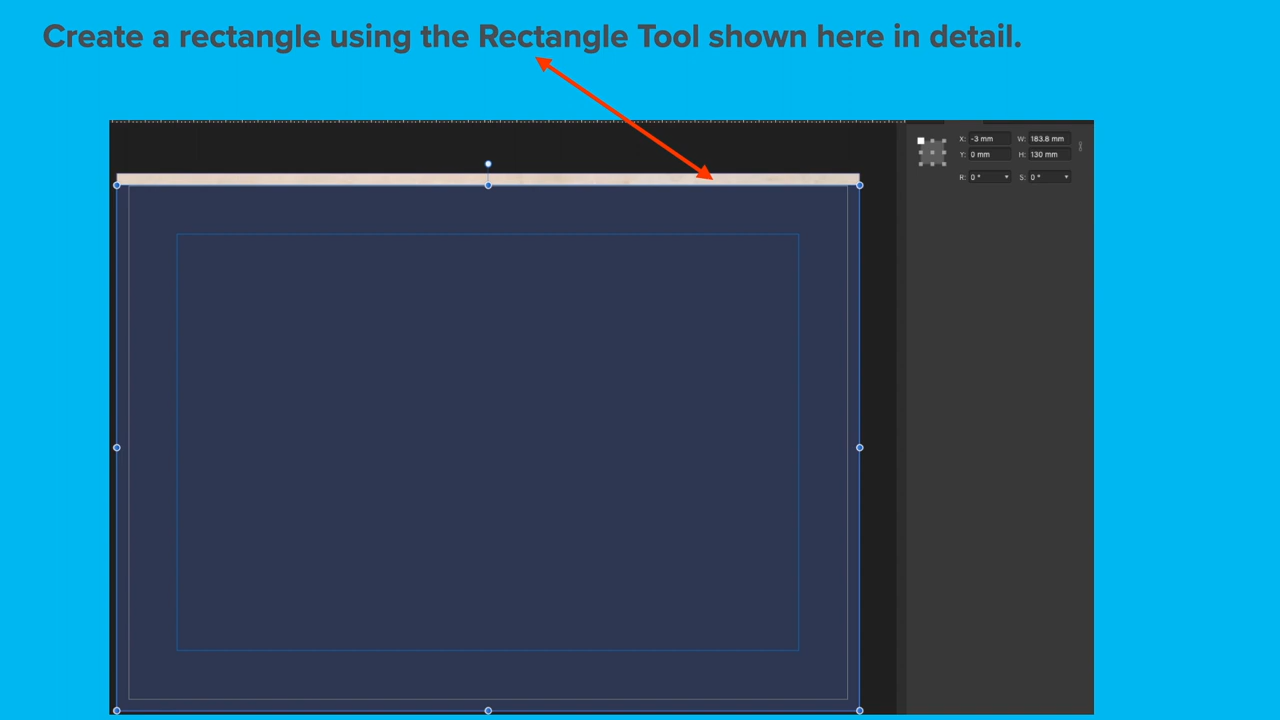 Create a rectangle using the Rectangle Tool shown here in detail.
X: -3 mm W: 183.8 mm
Y: 0 mm H: 130 mm
R: 0 ° S: 0 °